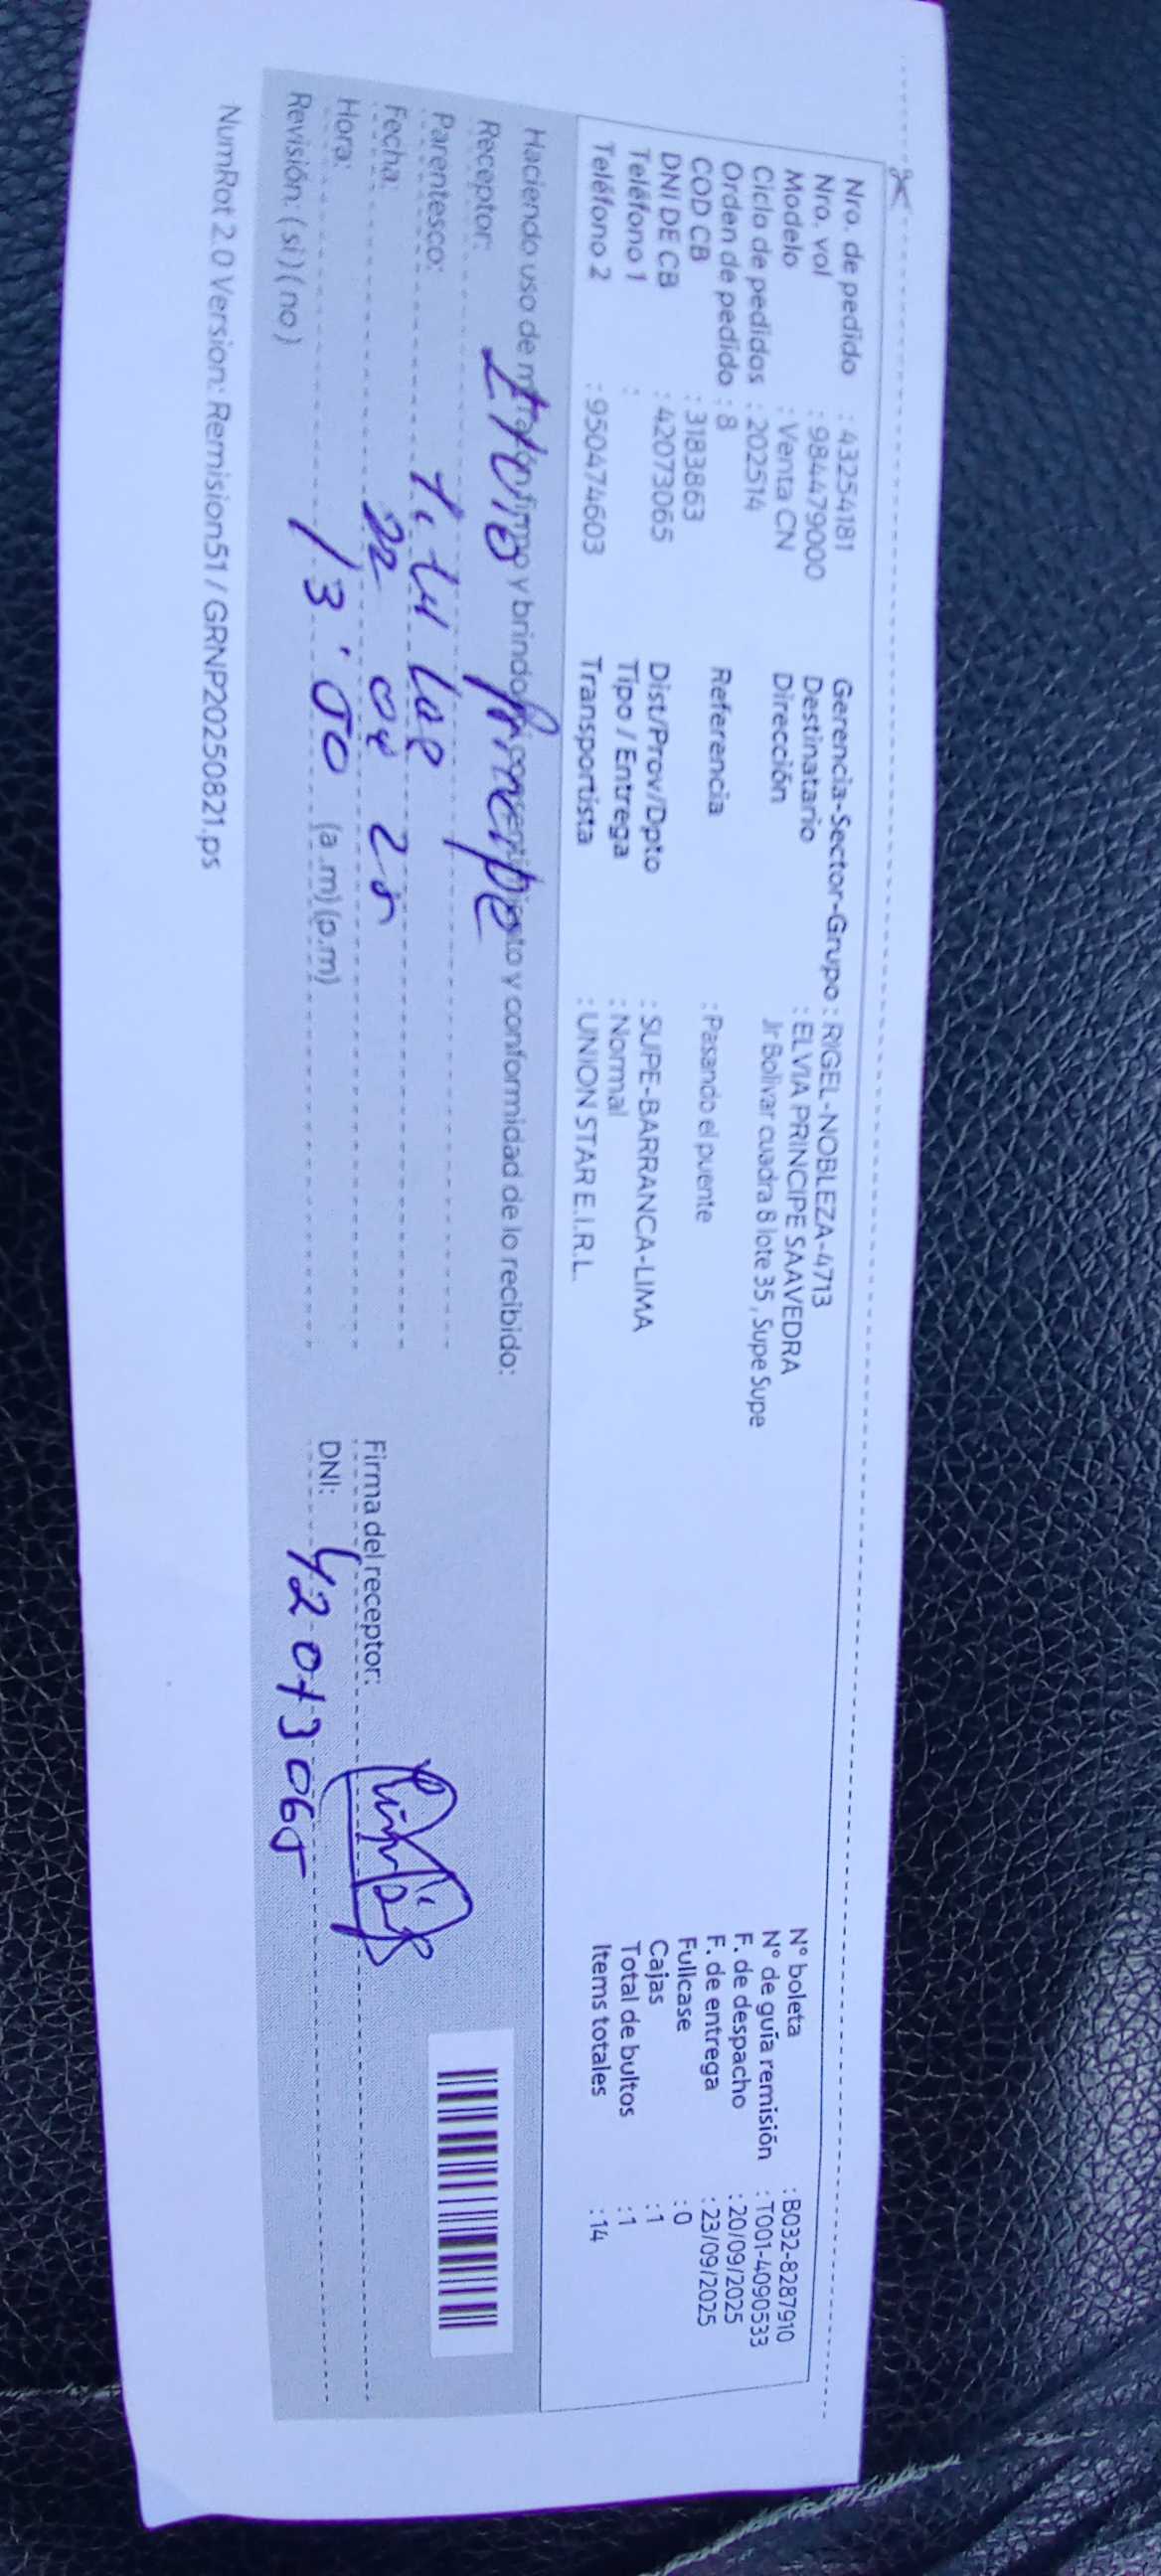 Nro. de pedido : 43254181
Nro. vol : 984479000
Modelo : Venta CN
Ciclo de pedidos : 202514
Orden de pedido : 8
COD CB : 3183863
DNI DE CB : 42073065
Teléfono 1 :
Teléfono 2 : 950474603
Gerencia-Sector-Grupo : RIGEL-NOBLEZA-4713
Destinatario : ELVIA PRINCIPE SAAVEDRA
Dirección Jr Bolivar cuadra 8 lote 35 , Supe Supe
Referencia : Pasando el puente
Dist/Prov/Dpto : SUPE-BARRANCA-LIMA
Tipo / Entrega : Normal
Transportista : UNION STAR E.I.R.L.
N° boleta : B032-8287910
N° de guía remisión : T001-4090533
F. de despacho : 20/09/2025
F. de entrega : 23/09/2025
Fullcase : 0
Cajas : 1
Total de bultos : 1
Items totales : 14
Haciendo uso de mi firmo y brindo mi consentimiento y conformidad de lo recibido:
Receptor: Principe
Parentesco: Titular
Fecha: 22 25
Hora: 13:50 (a.m) (p.m)
Revisión: ( si ) ( no )
Firma del receptor:
DNI: 42073065
NumRot 2.0 Version: Remision51 / GRNP20250821.ps